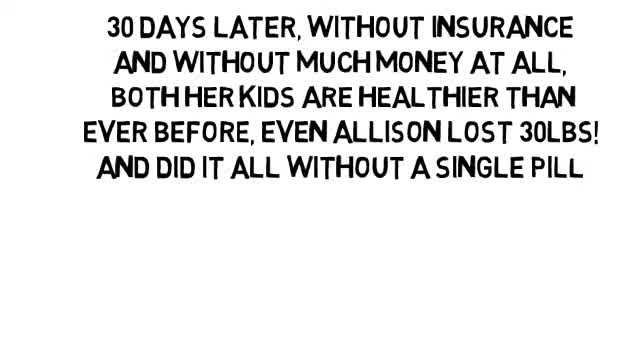 30 DAYS LATER, WITHOUT INSURANCE
AND WITHOUT MUCH MONEY AT ALL,
BOTH HER KIDS ARE HEALTHIER THAN
EVER BEFORE, EVEN ALLISON LOST 30LBS!
AND DID IT ALL WITHOUT A SINGLE PILL